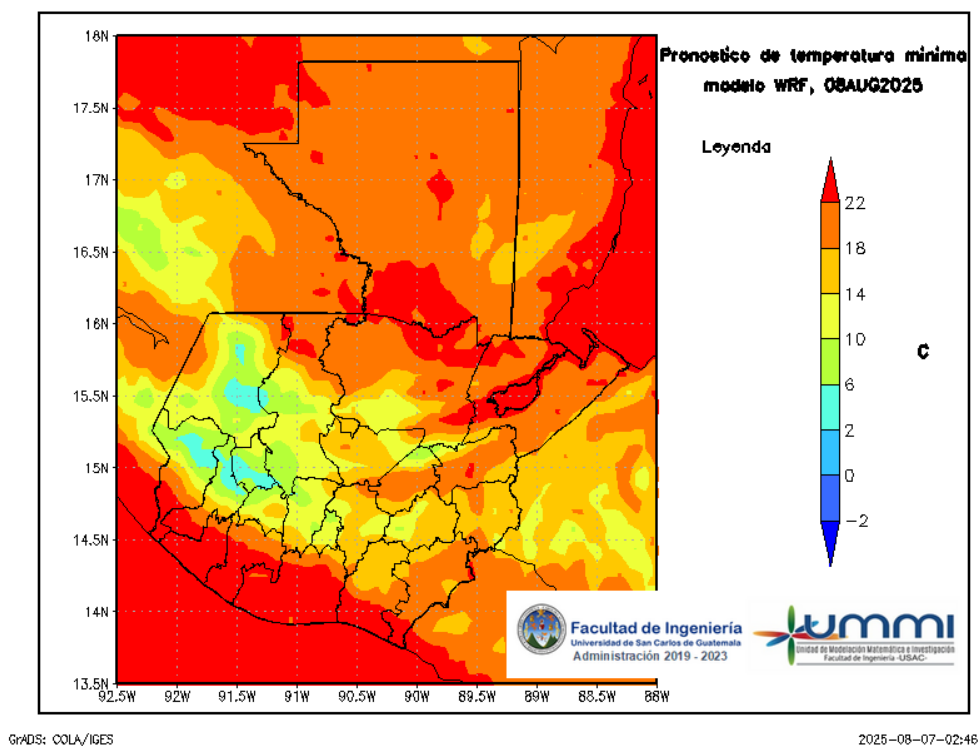 Pronostico de temperatura minima
modelo WRF, 08AUG2025
Leyenda
22
18
14
10
6
2
0
−2
C
18N
17.5N
17N
16.5N
16N
15.5N
15N
14.5N
14N
13.5N
92.5W
92W
91.5W
91W
90.5W
90W
89.5W
89W
88.5W
88W
Facultad de Ingeniería
Universidad de San Carlos de Guatemala
Administración 2019 - 2023
ummi
Unidad de Modelación Matemática e Investigación
Facultad de Ingeniería -USAC-
GrADS: COLA/IGES
2025-08-07-02:46